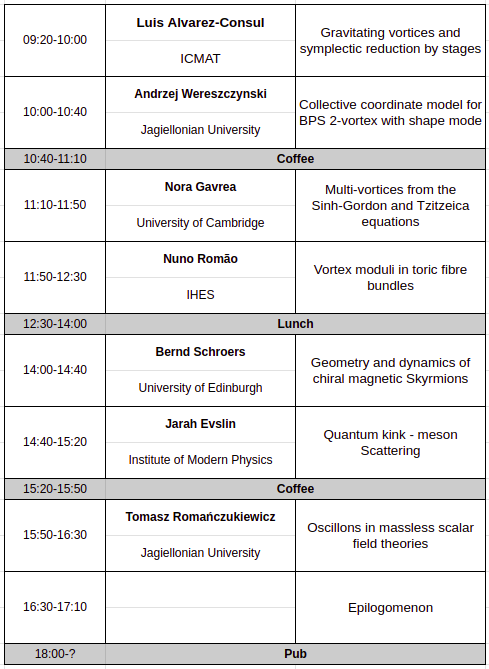 09:20-10:00
Luis Alvarez-Consul
ICMAT
Gravitating vortices and
symplectic reduction by stages
10:00-10:40
Andrzej Wereszczynski
Jagiellonian University
Collective coordinate model for
BPS 2-vortex with shape mode
10:40-11:10 Coffee
11:10-11:50
Nora Gavrea
University of Cambridge
Multi-vortices from the
Sinh-Gordon and Tzitzeica
equations
11:50-12:30
Nuno Romão
IHES
Vortex moduli in toric fibre
bundles
12:30-14:00 Lunch
14:00-14:40
Bernd Schroers
University of Edinburgh
Geometry and dynamics of
chiral magnetic Skyrmions
14:40-15:20
Jarah Evslin
Institute of Modern Physics
Quantum kink - meson
Scattering
15:20-15:50 Coffee
15:50-16:30
Tomasz Romańczukiewicz
Jagiellonian University
Oscillons in massless scalar
field theories
16:30-17:10
Epilogomenon
18:00-? Pub